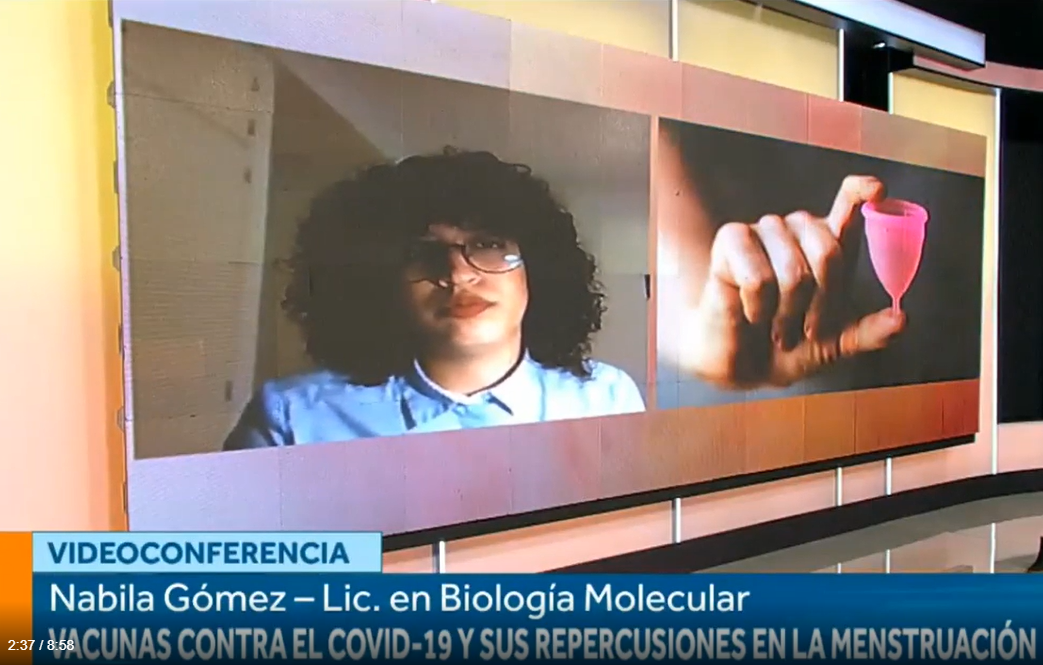 VIDEOCONFERENCIA
Nabila Gómez – Lic. en Biología Molecular
VACUNAS CONTRA EL COVID-19 Y SUS REPERCUSIONES EN LA MENSTRUACIÓN
2:37 / 8:58